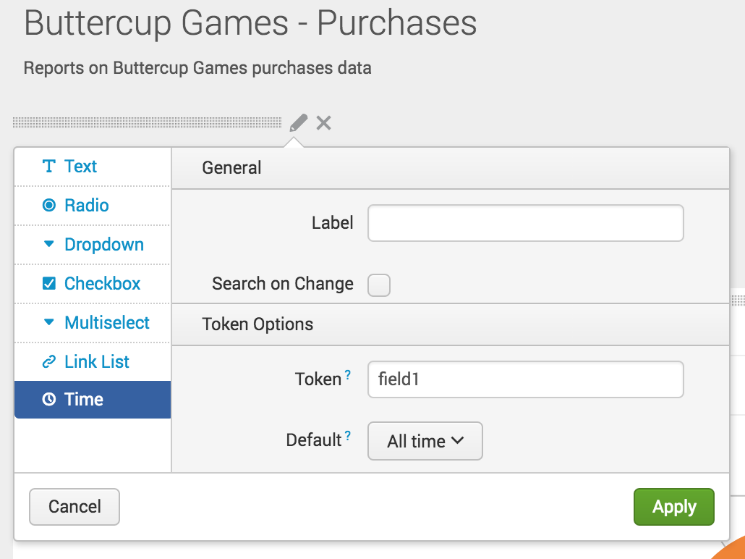 Buttercup Games - Purchases
Reports on Buttercup Games purchases data
Text
Radio
Dropdown
Checkbox
Multiselect
Link List
Time
General
Label
Search on Change
Token Options
Token ? field1
Default ? All time
Cancel
Apply